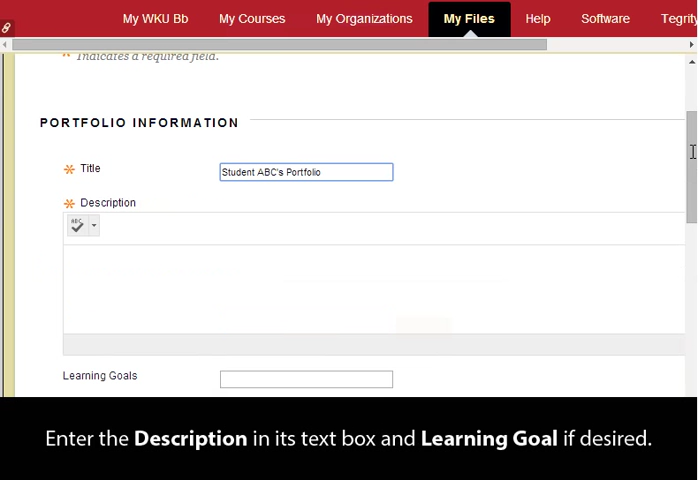 My WKU Bb My Courses My Organizations My Files Help Software Tegrity
* Indicates a required field.
PORTFOLIO INFORMATION
* Title Student ABC's Portfolio
* Description
ABC
Learning Goals
Enter the Description in its text box and Learning Goal if desired.